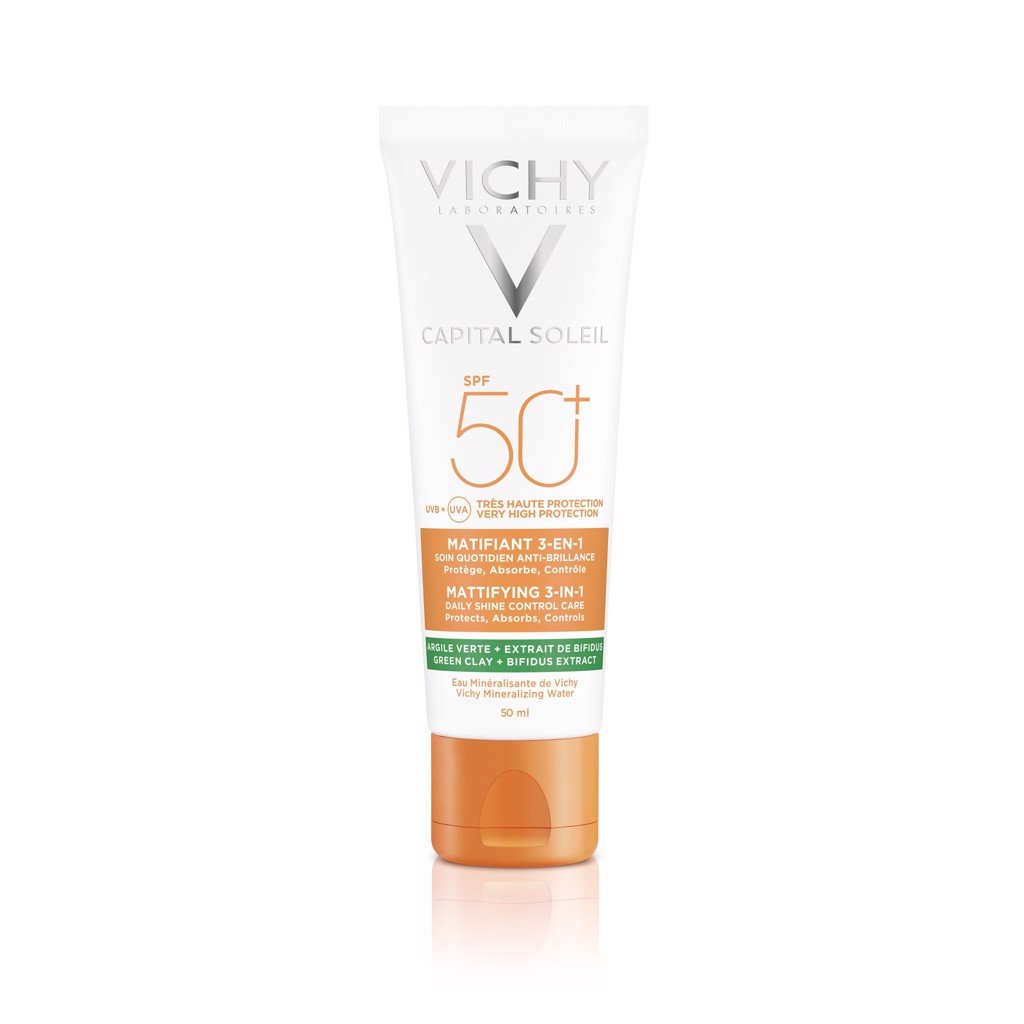 VICHY
LABORATOIRES
V
CAPITAL SOLEIL
SPF
50+
UVB + UVA
TRÈS HAUTE PROTECTION
VERY HIGH PROTECTION
MATIFIANT 3-EN-1
SOIN QUOTIDIEN ANTI-BRILLANCE
Protège, Absorbe, Contrôle
MATTIFYING 3-IN-1
DAILY SHINE CONTROL CARE
Protects, Absorbs, Controls
ARGILE VERTE + EXTRAIT DE BIFIDUS
GREEN CLAY + BIFIDUS EXTRACT
Eau Minéralisante de Vichy
Vichy Mineralizing Water
50 ml